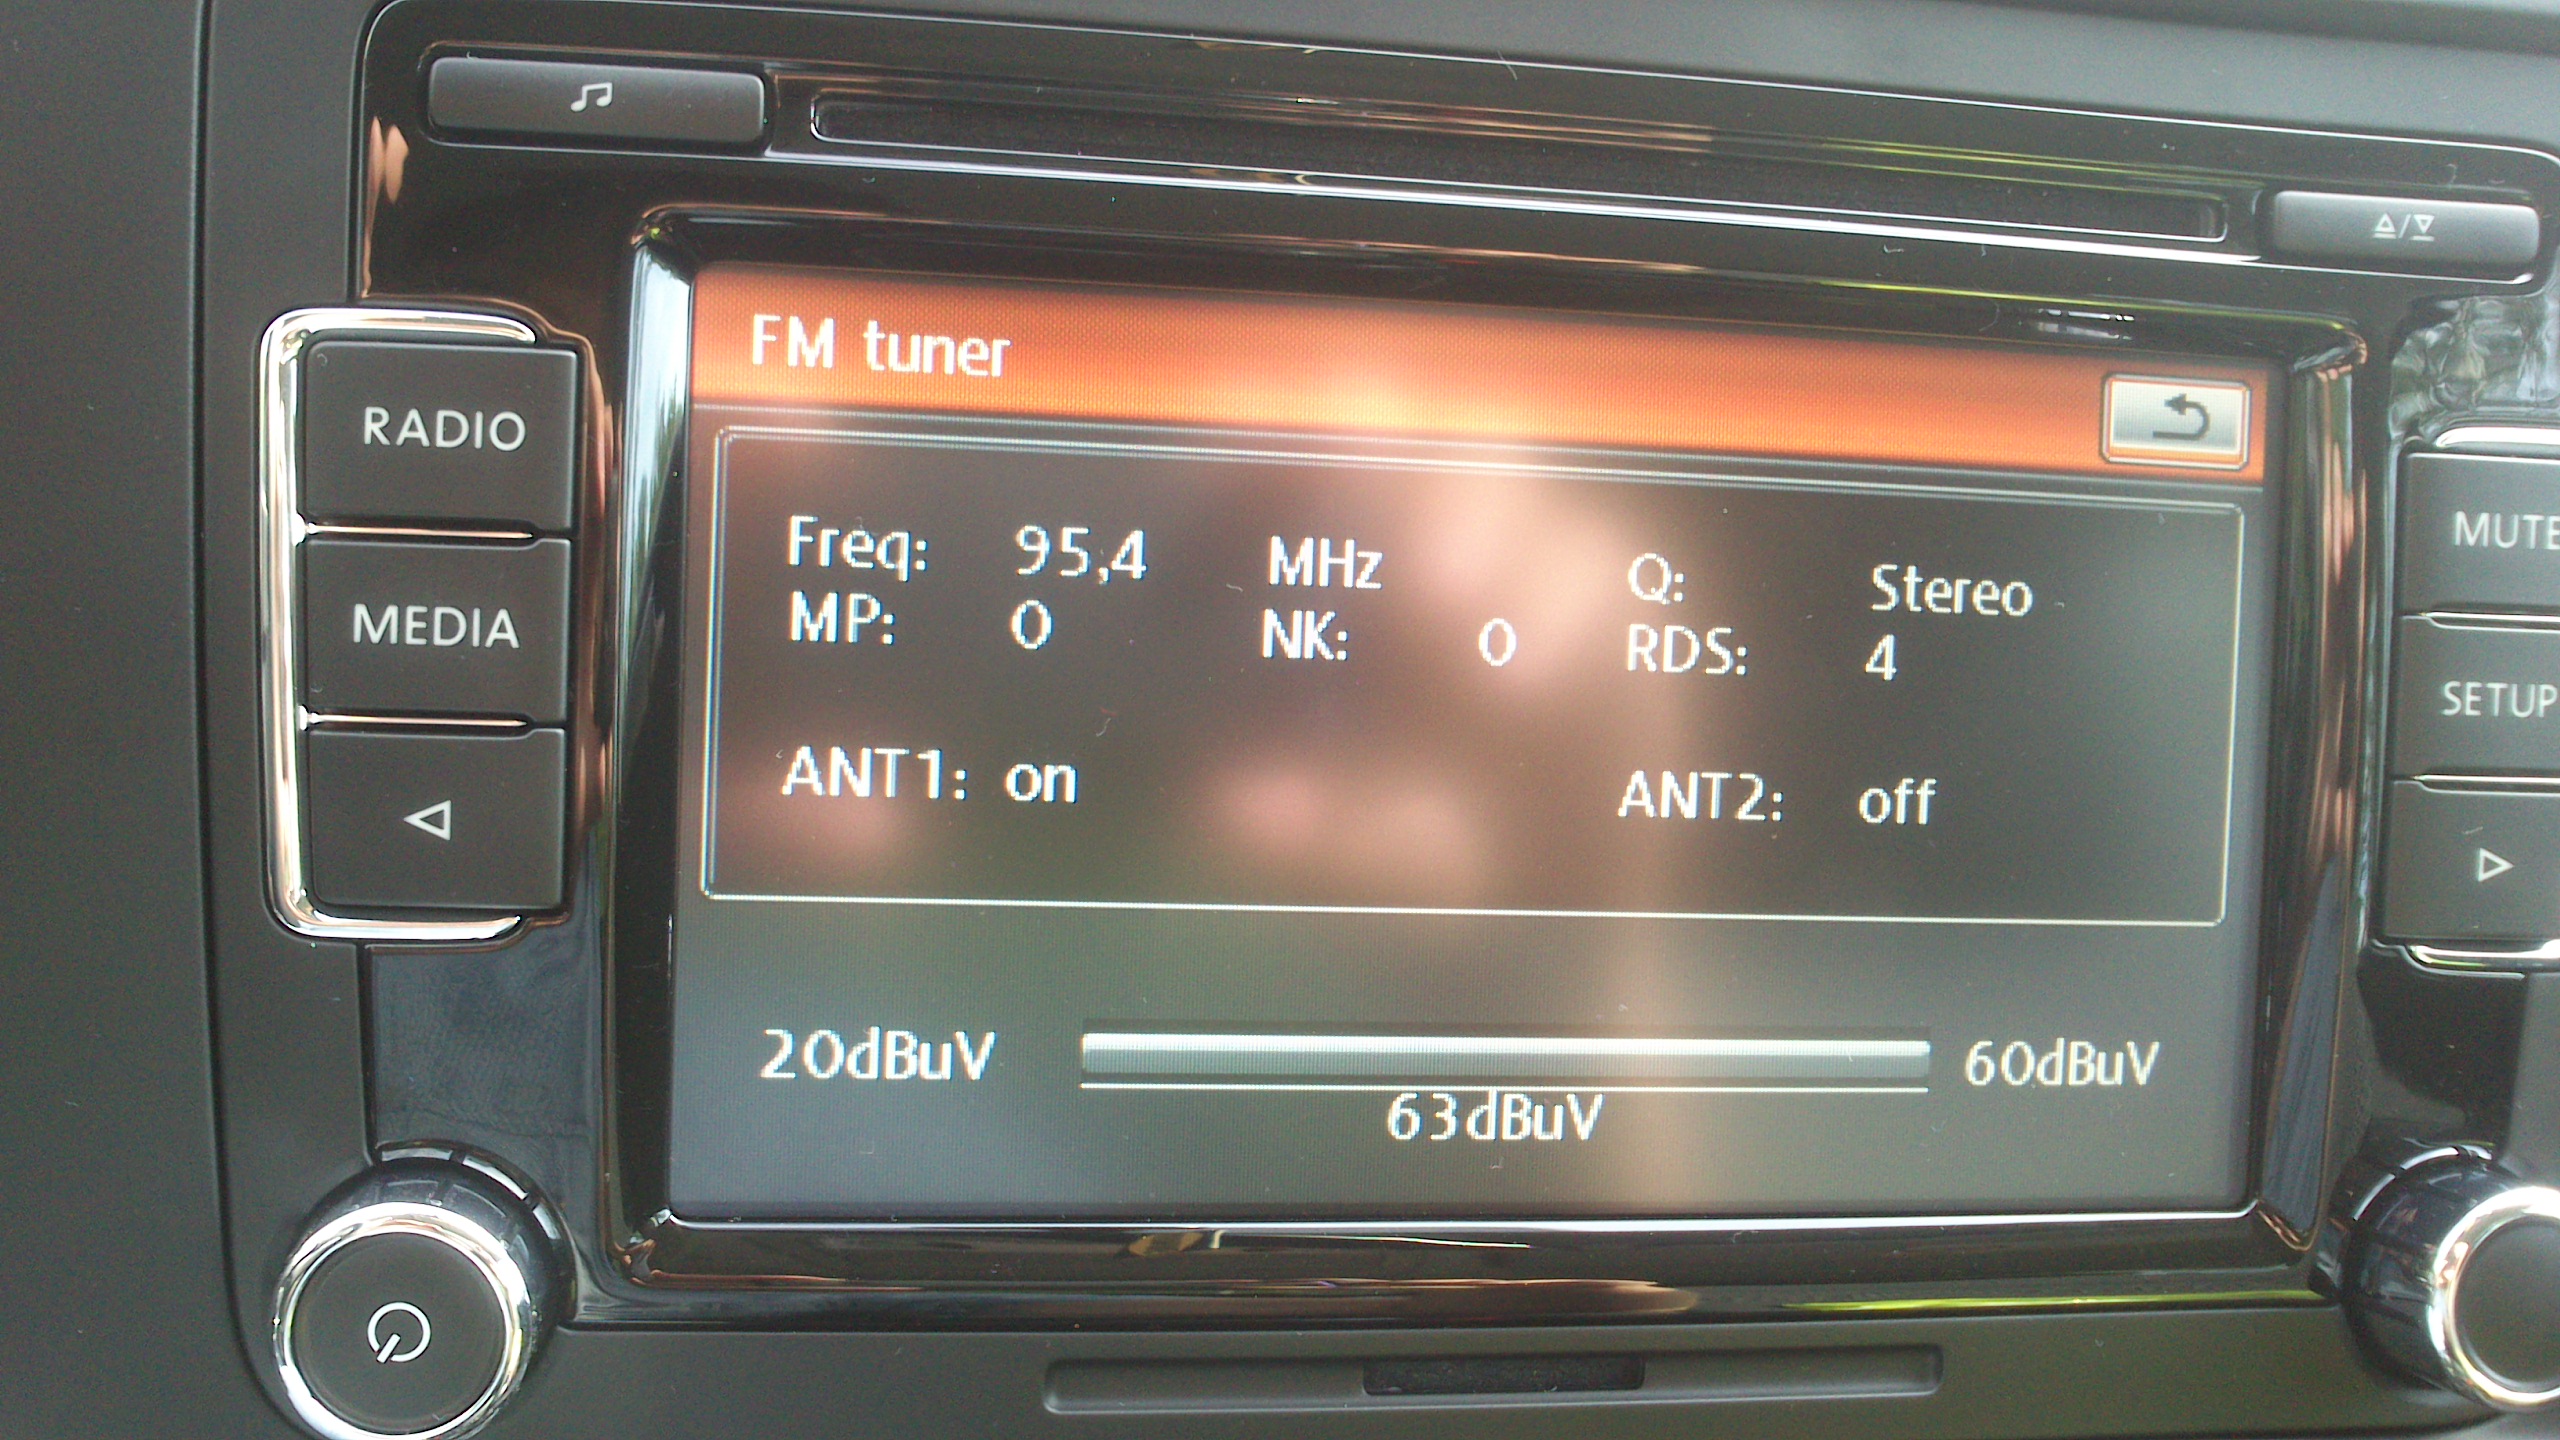 FM tuner
RADIO
MEDIA
MUTE
SETUP
Freq: 95,4 MHz Q: Stereo
MP: 0 NK: 0 RDS: 4
ANT1: on ANT2: off
20dBuV 60dBuV
63dBuV